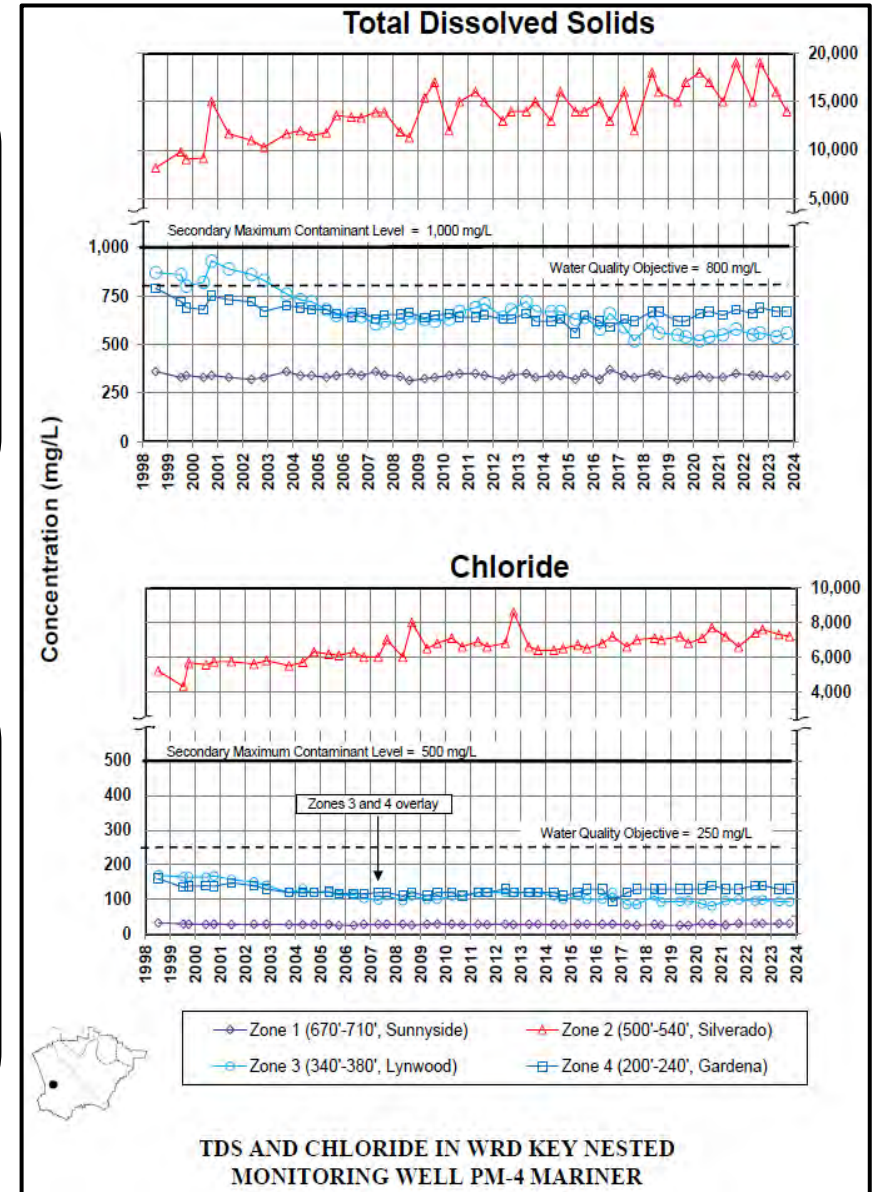 Total Dissolved Solids
20,000
15,000
10,000
5,000
Secondary Maximum Contaminant Level = 1,000 mg/L
1,000
Water Quality Objective = 800 mg/L
750
500
250
0
1998 1999 2000 2001 2002 2003 2004 2005 2006 2007 2008 2009 2010 2011 2012 2013 2014 2015 2016 2017 2018 2019 2020 2021 2022 2023 2024
Concentration (mg/L)
Chloride
10,000
8,000
6,000
4,000
Secondary Maximum Contaminant Level = 500 mg/L
500
400
Zones 3 and 4 overlay
300
Water Quality Objective = 250 mg/L
200
100
0
1998 1999 2000 2001 2002 2003 2004 2005 2006 2007 2008 2009 2010 2011 2012 2013 2014 2015 2016 2017 2018 2019 2020 2021 2022 2023 2024
Zone 1 (670'-710', Sunnyside)
Zone 2 (500'-540', Silverado)
Zone 3 (340'-380', Lynwood)
Zone 4 (200'-240', Gardena)
TDS AND CHLORIDE IN WRD KEY NESTED
MONITORING WELL PM-4 MARINER